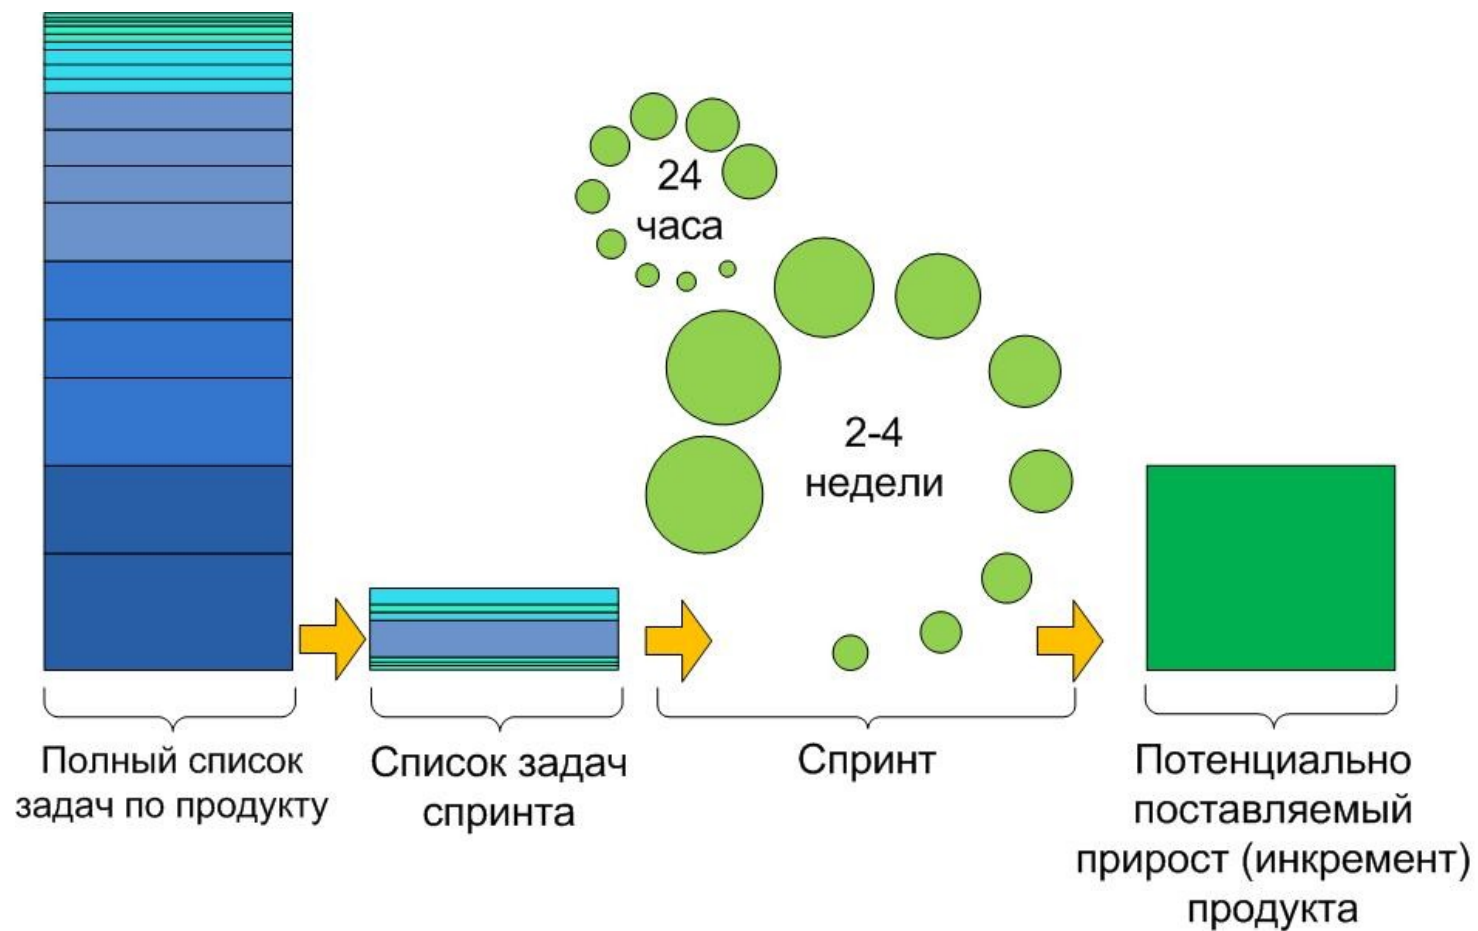 24
часа
2-4
недели
Полный список
задач по продукту
Список задач
спринта
Спринт
Потенциально
поставляемый
прирост (инкремент)
продукта